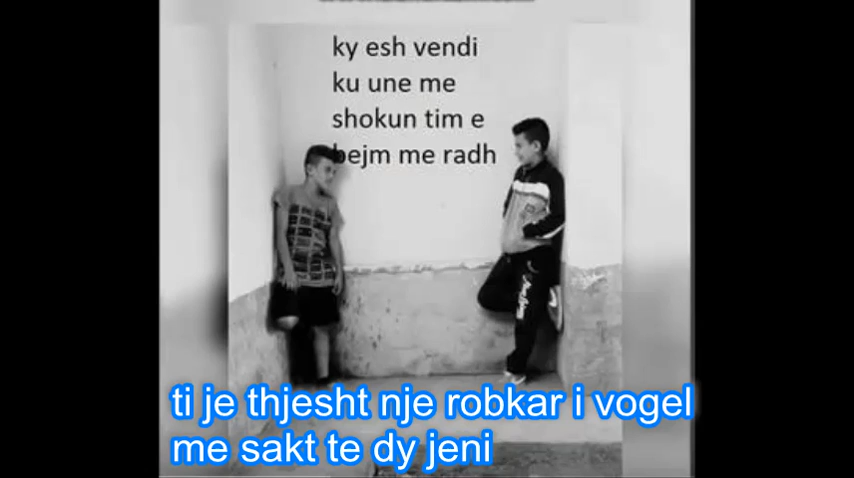 ky esh vendi
ku une me
shokun tim e
bejm me radh
ti je thjesht nje robkar i vogel
me sakt te dy jeni